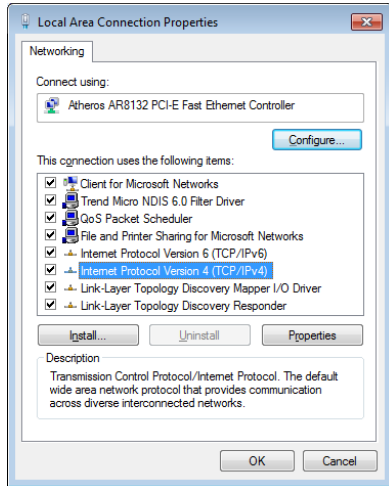 Local Area Connection Properties
Networking
Connect using:
Atheros AR8132 PCI-E Fast Ethernet Controller
Configure...
This connection uses the following items:
Client for Microsoft Networks
Trend Micro NDIS 6.0 Filter Driver
QoS Packet Scheduler
File and Printer Sharing for Microsoft Networks
Internet Protocol Version 6 (TCP/IPv6)
Internet Protocol Version 4 (TCP/IPv4)
Link-Layer Topology Discovery Mapper I/O Driver
Link-Layer Topology Discovery Responder
Install... Uninstall Properties
Description
Transmission Control Protocol/Internet Protocol. The default
wide area network protocol that provides communication
across diverse interconnected networks.
OK Cancel